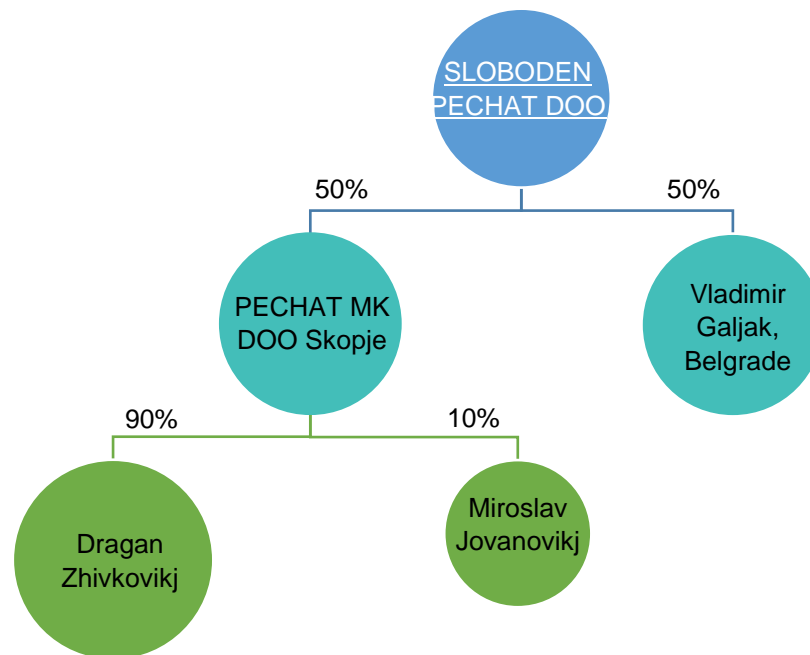 SLOBODEN
PECHAT DOO
50%
50%
PECHAT MK
DOO Skopje
Vladimir
Galjak,
Belgrade
90%
10%
Dragan
Zhivkovikj
Miroslav
Jovanovikj